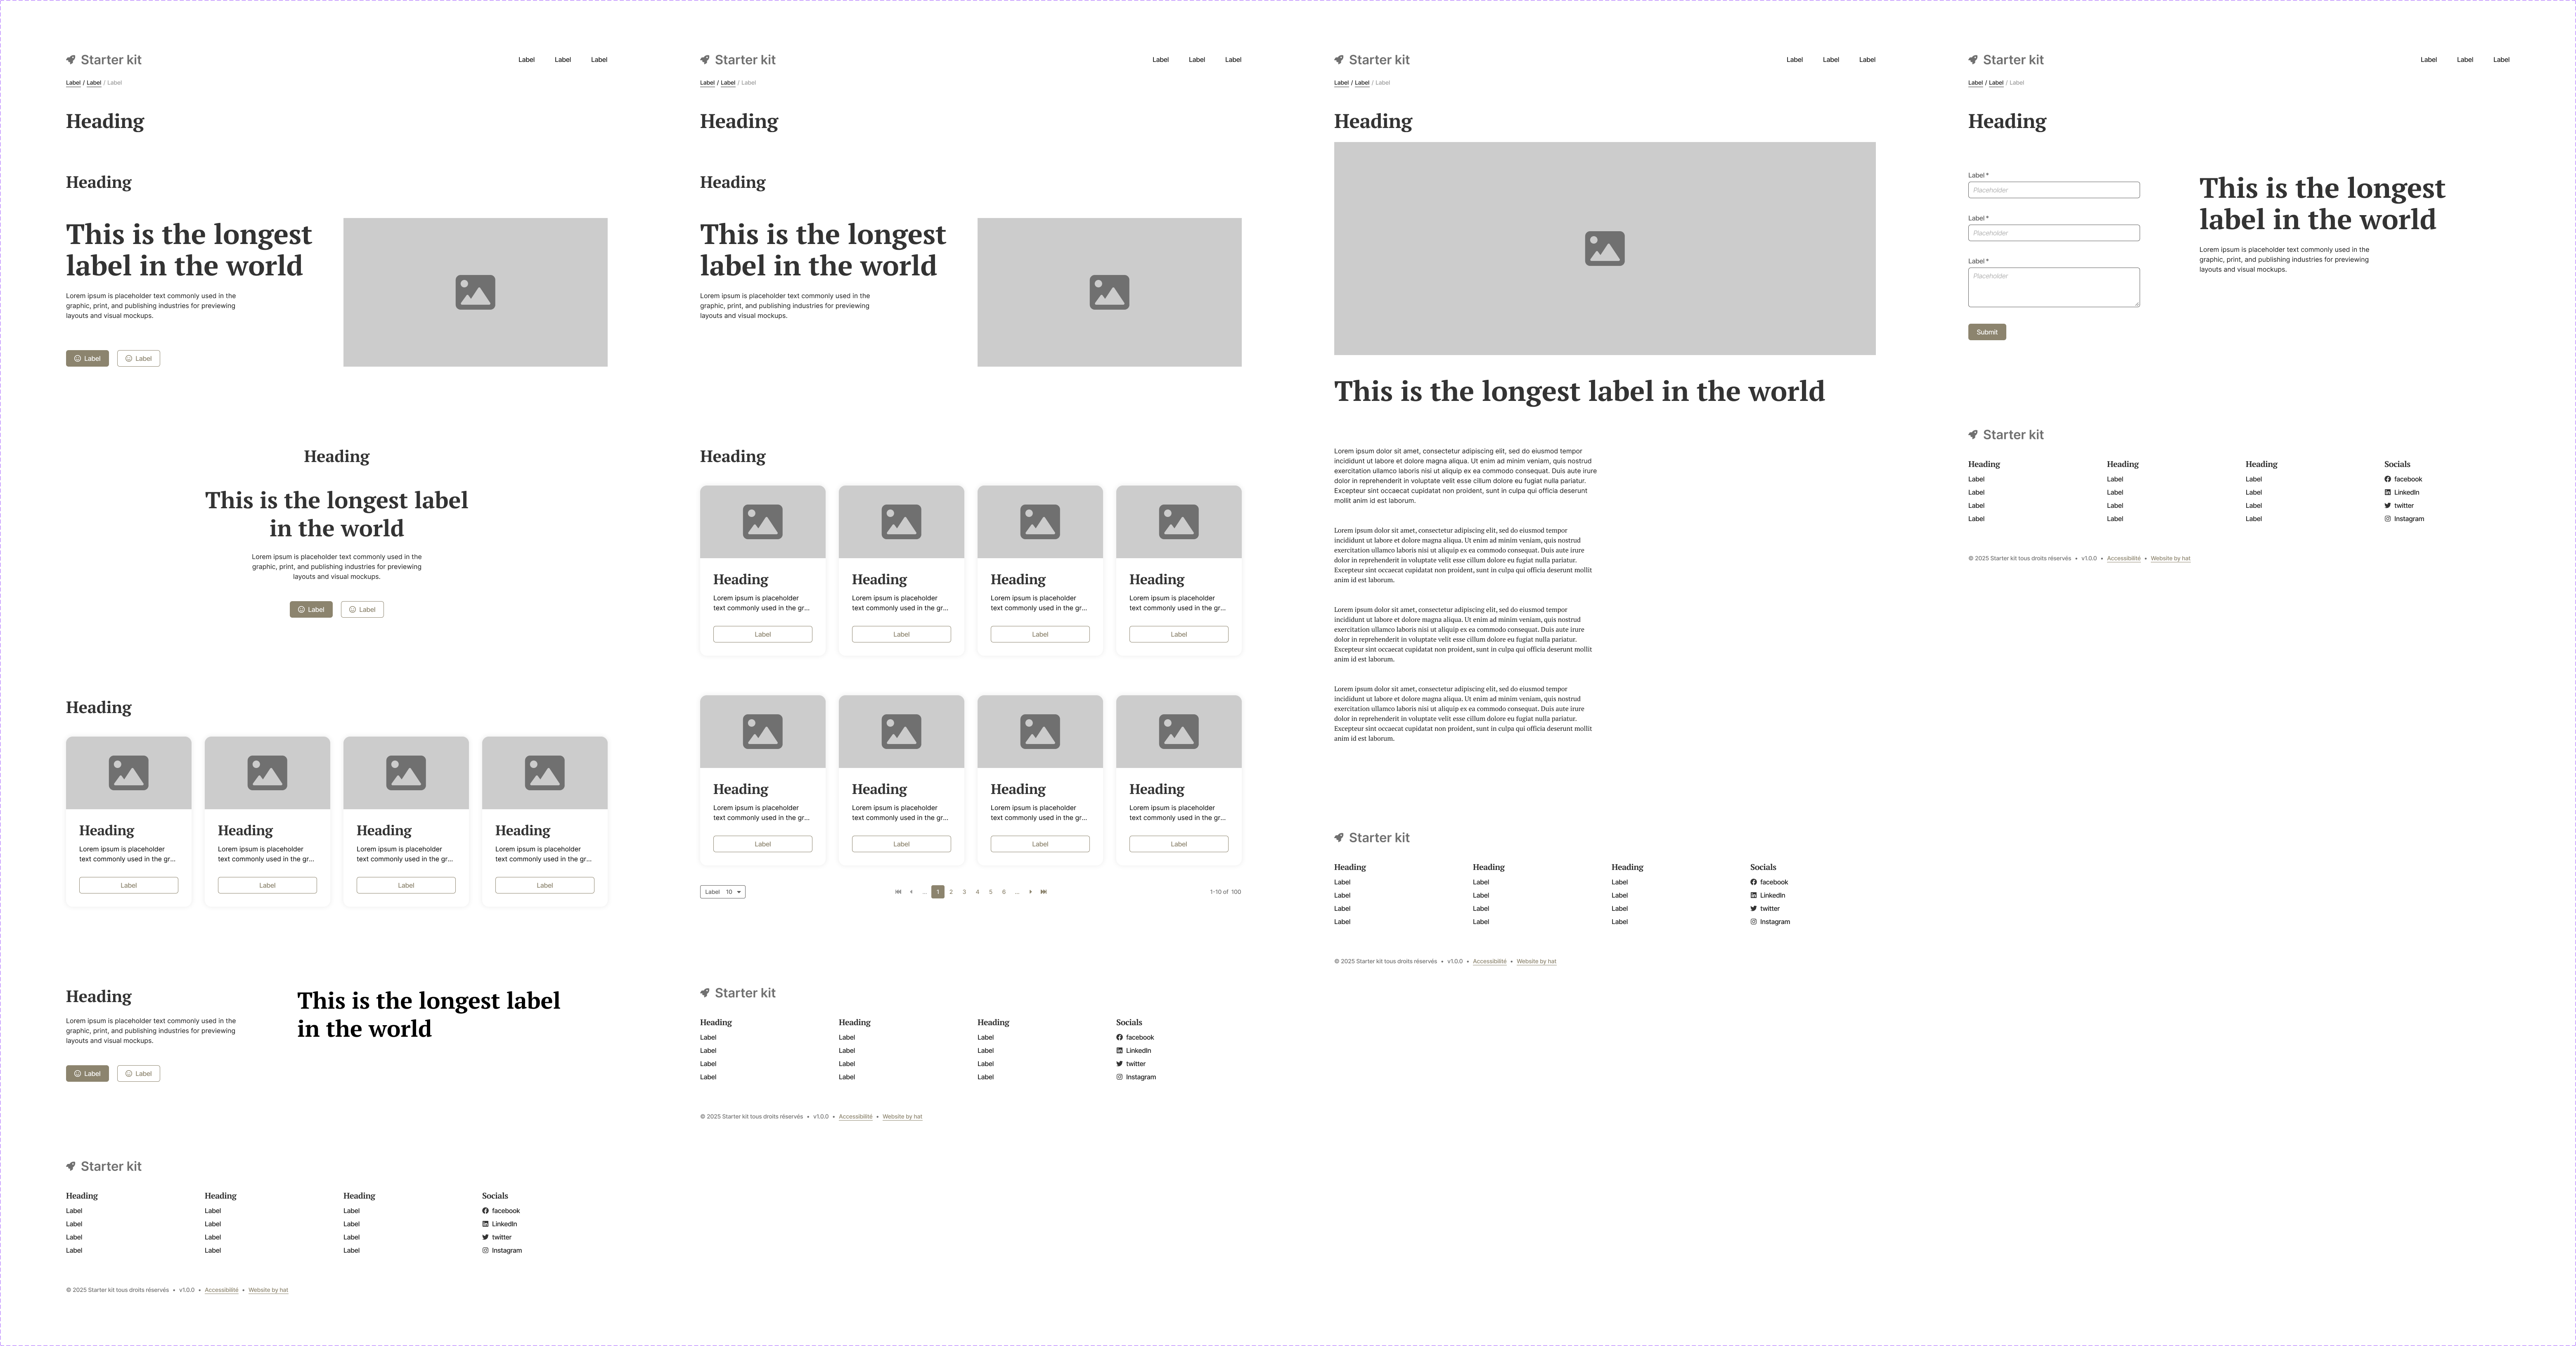 Starter kit
Label Label Label
Label / Label / Label
Heading
Heading
This is the longest
label in the world
Lorem ipsum is placeholder text commonly used in the
graphic, print, and publishing industries for previewing
layouts and visual mockups.
Label Label
Heading
This is the longest label
in the world
Lorem ipsum is placeholder text commonly used in the
graphic, print, and publishing industries for previewing
layouts and visual mockups.
Label Label
Heading
Heading Heading Heading Heading
Lorem ipsum is placeholder Lorem ipsum is placeholder Lorem ipsum is placeholder Lorem ipsum is placeholder
text commonly used in the gr... text commonly used in the gr... text commonly used in the gr... text commonly used in the gr...
Label Label Label Label
Heading
Lorem ipsum is placeholder text commonly used in the
graphic, print, and publishing industries for previewing
layouts and visual mockups.
Label Label
This is the longest label
in the world
Starter kit
Heading Heading Heading Socials
Label Label Label facebook
Label Label Label LinkedIn
Label Label Label twitter
Label Label Label Instagram
© 2025 Starter kit tous droits réservés • v1.0.0 • Accessibilité • Website by hat
Starter kit
Label Label Label
Label / Label / Label
Heading
Heading
This is the longest
label in the world
Lorem ipsum is placeholder text commonly used in the
graphic, print, and publishing industries for previewing
layouts and visual mockups.
Heading
Heading Heading Heading Heading
Lorem ipsum is placeholder Lorem ipsum is placeholder Lorem ipsum is placeholder Lorem ipsum is placeholder
text commonly used in the gr... text commonly used in the gr... text commonly used in the gr... text commonly used in the gr...
Label Label Label Label
Heading Heading Heading Heading
Lorem ipsum is placeholder Lorem ipsum is placeholder Lorem ipsum is placeholder Lorem ipsum is placeholder
text commonly used in the gr... text commonly used in the gr... text commonly used in the gr... text commonly used in the gr...
Label Label Label Label
Label 10 ... 1 2 3 4 5 6 ... 1-10 of 100
Starter kit
Heading Heading Heading Socials
Label Label Label facebook
Label Label Label LinkedIn
Label Label Label twitter
Label Label Label Instagram
© 2025 Starter kit tous droits réservés • v1.0.0 • Accessibilité • Website by hat
Starter kit
Label Label Label
Label / Label / Label
Heading
This is the longest label in the world
Lorem ipsum dolor sit amet, consectetur adipiscing elit, sed do eiusmod tempor
incididunt ut labore et dolore magna aliqua. Ut enim ad minim veniam, quis nostrud
exercitation ullamco laboris nisi ut aliquip ex ea commodo consequat. Duis aute irure
dolor in reprehenderit in voluptate velit esse cillum dolore eu fugiat nulla pariatur.
Excepteur sint occaecat cupidatat non proident, sunt in culpa qui officia deserunt
mollit anim id est laborum.
Lorem ipsum dolor sit amet, consectetur adipiscing elit, sed do eiusmod tempor
incididunt ut labore et dolore magna aliqua. Ut enim ad minim veniam, quis nostrud
exercitation ullamco laboris nisi ut aliquip ex ea commodo consequat. Duis aute irure
dolor in reprehenderit in voluptate velit esse cillum dolore eu fugiat nulla pariatur.
Excepteur sint occaecat cupidatat non proident, sunt in culpa qui officia deserunt mollit
anim id est laborum.
Lorem ipsum dolor sit amet, consectetur adipiscing elit, sed do eiusmod tempor
incididunt ut labore et dolore magna aliqua. Ut enim ad minim veniam, quis nostrud
exercitation ullamco laboris nisi ut aliquip ex ea commodo consequat. Duis aute irure
dolor in reprehenderit in voluptate velit esse cillum dolore eu fugiat nulla pariatur.
Excepteur sint occaecat cupidatat non proident, sunt in culpa qui officia deserunt mollit
anim id est laborum.
Lorem ipsum dolor sit amet, consectetur adipiscing elit, sed do eiusmod tempor
incididunt ut labore et dolore magna aliqua. Ut enim ad minim veniam, quis nostrud
exercitation ullamco laboris nisi ut aliquip ex ea commodo consequat. Duis aute irure
dolor in reprehenderit in voluptate velit esse cillum dolore eu fugiat nulla pariatur.
Excepteur sint occaecat cupidatat non proident, sunt in culpa qui officia deserunt mollit
anim id est laborum.
Starter kit
Heading Heading Heading Socials
Label Label Label facebook
Label Label Label LinkedIn
Label Label Label twitter
Label Label Label Instagram
© 2025 Starter kit tous droits réservés • v1.0.0 • Accessibilité • Website by hat
Starter kit
Label Label Label
Label / Label / Label
Heading
Label *
Placeholder
Label *
Placeholder
Label *
Placeholder
Submit
This is the longest
label in the world
Lorem ipsum is placeholder text commonly used in the
graphic, print, and publishing industries for previewing
layouts and visual mockups.
Starter kit
Heading Heading Heading Socials
Label Label Label facebook
Label Label Label LinkedIn
Label Label Label twitter
Label Label Label Instagram
© 2025 Starter kit tous droits réservés • v1.0.0 • Accessibilité • Website by hat